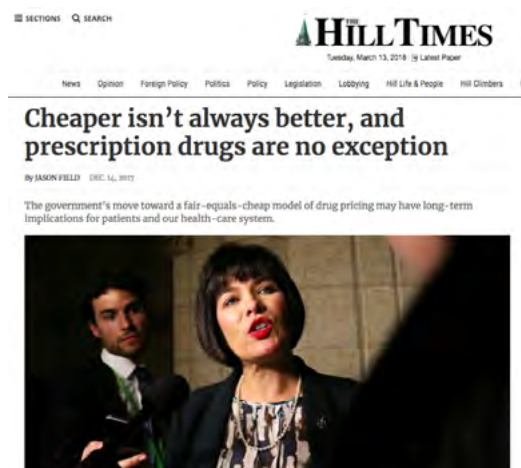 SECTIONS SEARCH
THE
HILL TIMES
Tuesday, March 13, 2018 Latest Paper
News Opinion Foreign Policy Politics Policy Legislation Lobbying Hill Life & People Hill Climbers
Cheaper isn't always better, and
prescription drugs are no exception
By JASON FIELD DEC. 14, 2017
The government's move toward a fair-equals-cheap model of drug pricing may have long-term
implications for patients and our health-care system.